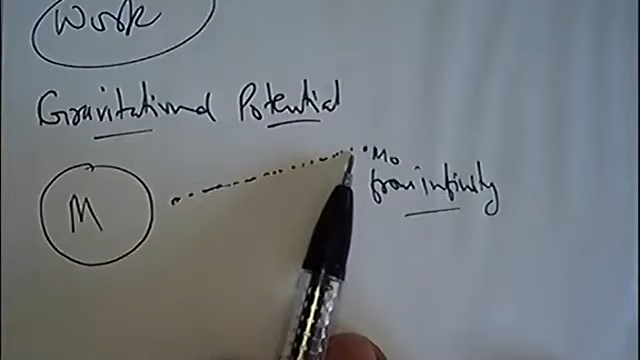 Work
Gravitational Potential
M
M₀
from infinity